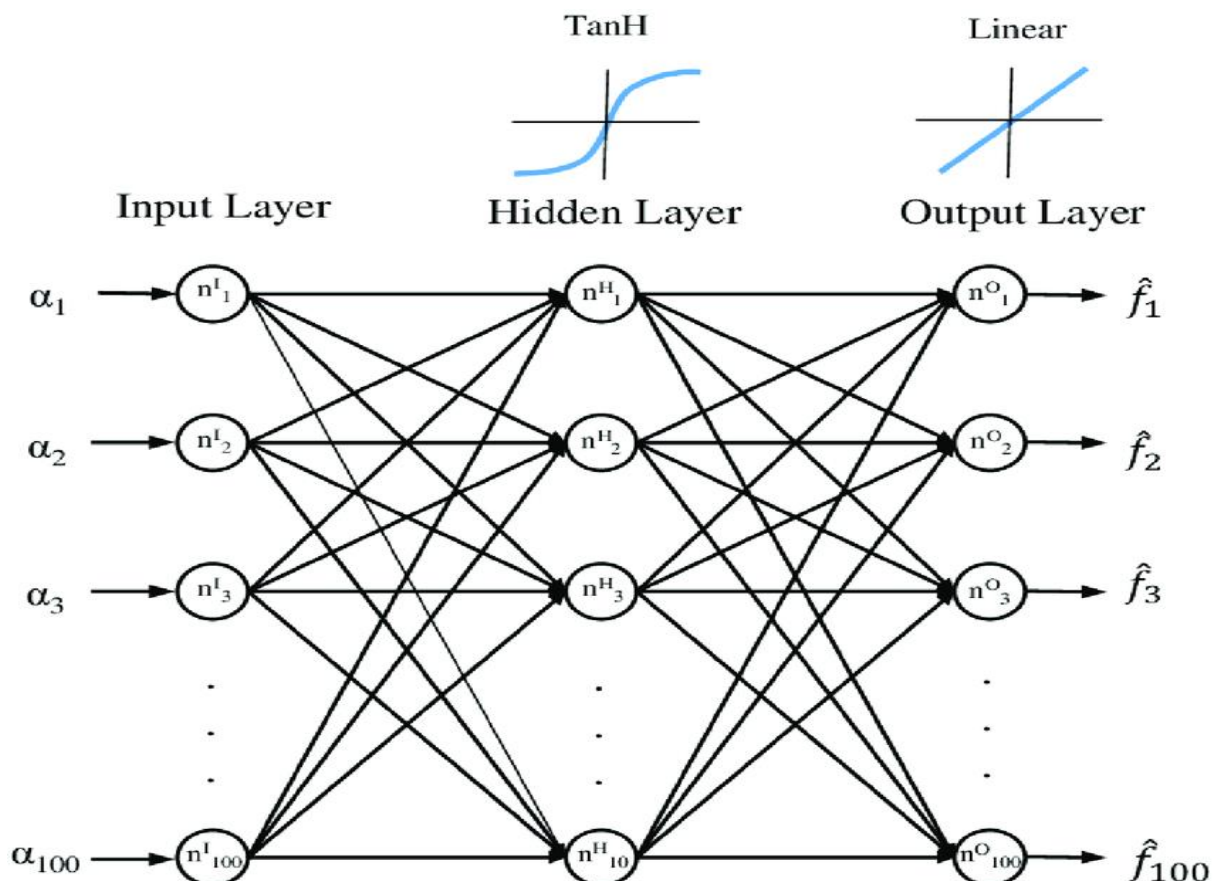 TanH Linear
Input Layer Hidden Layer Output Layer
α₁ nᴵ₁ nᴴ₁ nᴼ₁ f̂₁
α₂ nᴵ₂ nᴴ₂ nᴼ₂ f̂₂
α₃ nᴵ₃ nᴴ₃ nᴼ₃ f̂₃
α₁₀₀ nᴵ₁₀₀ nᴴ₁₀ nᴼ₁₀₀ f̂₁₀₀